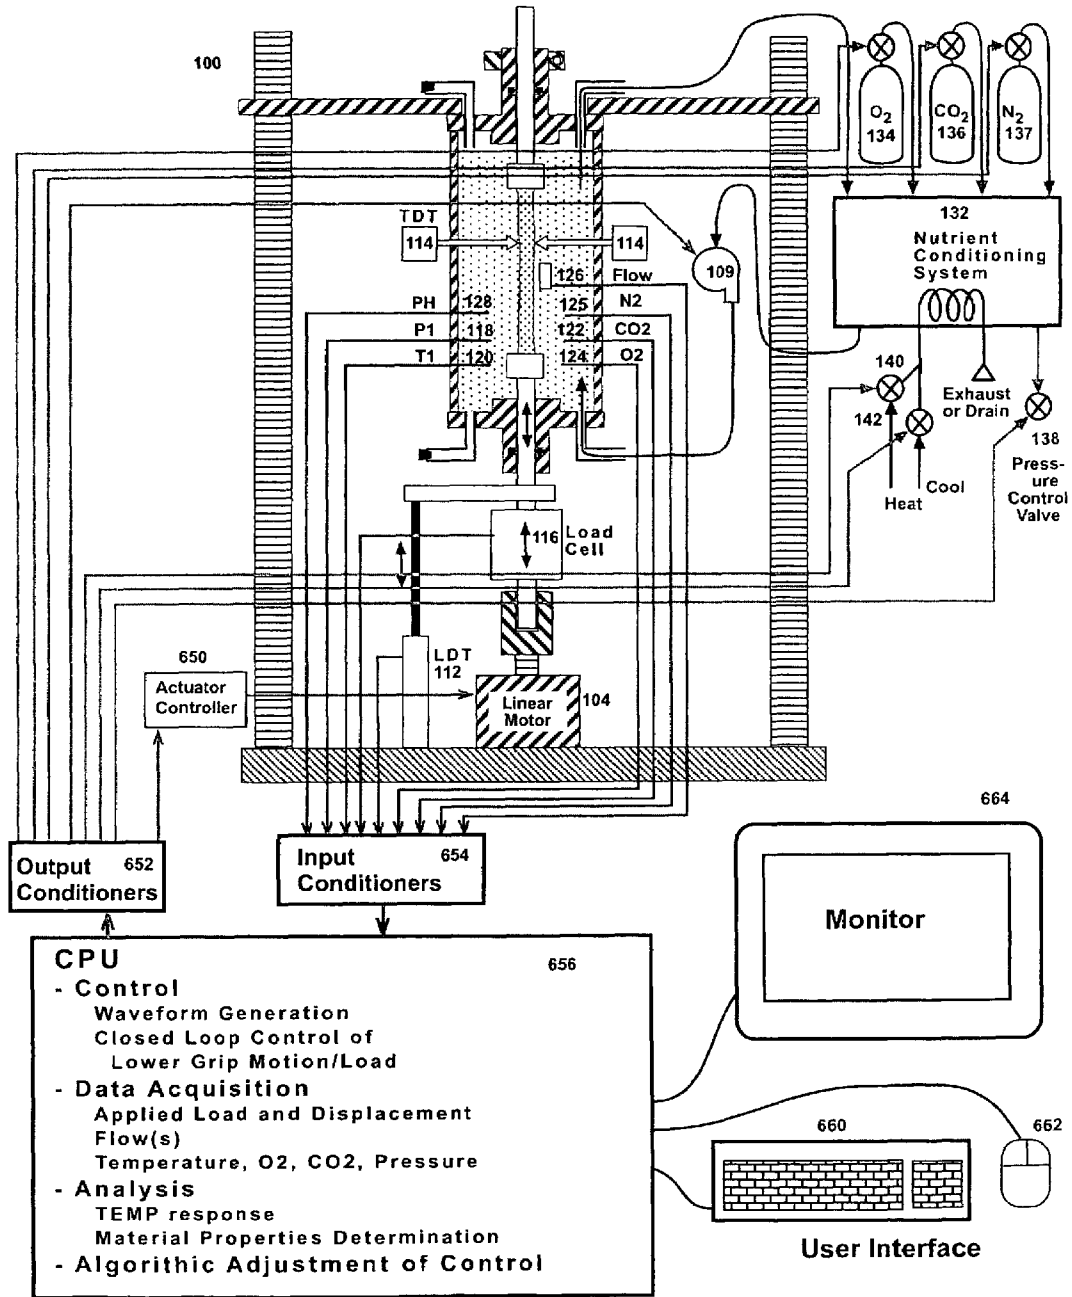 100
O2
134
CO2
136
N2
137
132
Nutrient
Conditioning
System
TDT
114
114
109
126 Flow
PH 128
125 N2
P1 118
122 CO2
T1 120
124 O2
140
142
Exhaust
or Drain
138
Press-
ure
Control
Valve
Heat
Cool
116 Load
Cell
LDT
112
650
Actuator
Controller
Linear
Motor
104
664
Output 652
Conditioners
Input 654
Conditioners
Monitor
CPU
656
- Control
Waveform Generation
Closed Loop Control of
Lower Grip Motion/Load
- Data Acquisition
Applied Load and Displacement
Flow(s)
Temperature, O2, CO2, Pressure
- Analysis
TEMP response
Material Properties Determination
- Algorithic Adjustment of Control
660
662
User Interface